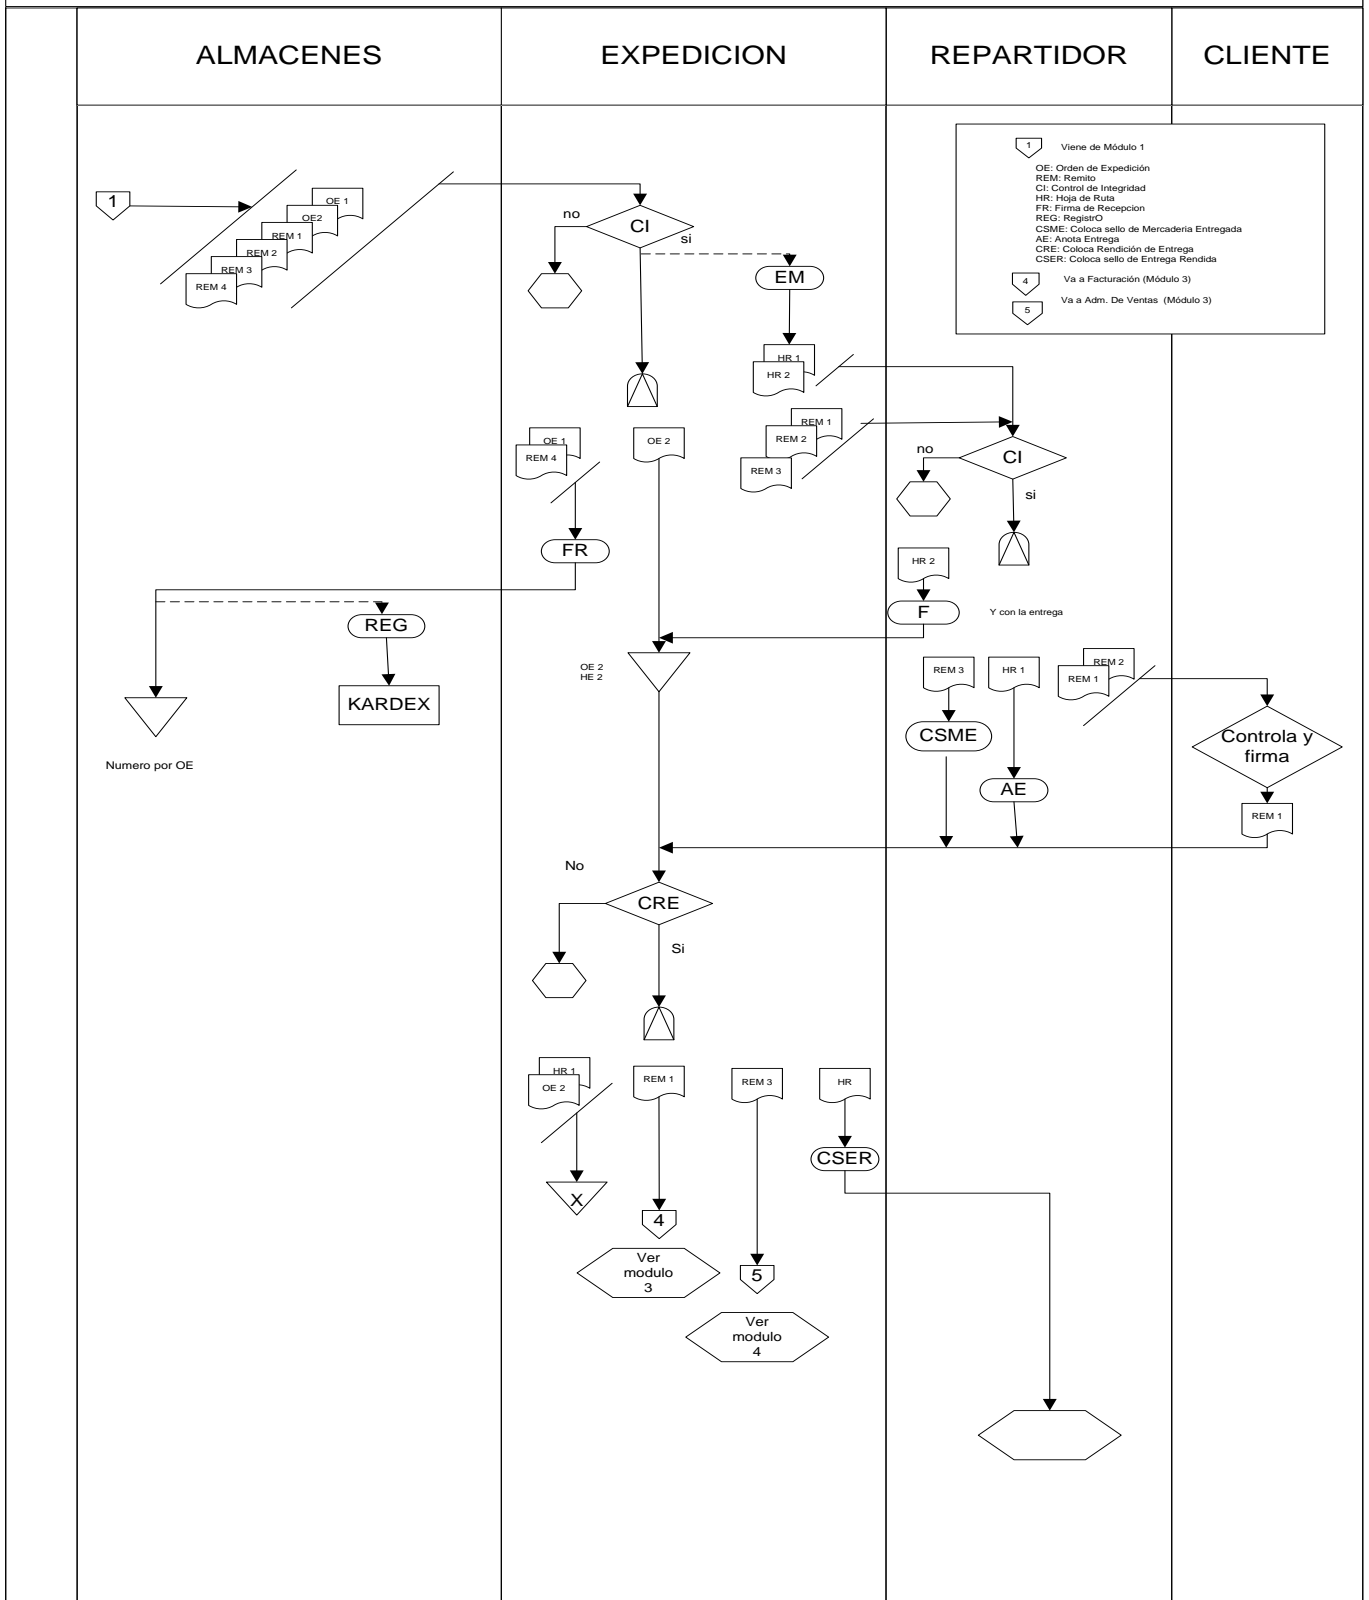 ALMACENES
EXPEDICION
REPARTIDOR
CLIENTE
1
Viene de Módulo 1
OE: Orden de Expedición
REM: Remito
CI: Control de Integridad
HR: Hoja de Ruta
FR: Firma de Recepcion
REG: RegistrO
CSME: Coloca sello de Mercaderia Entregada
AE: Anota Entrega
CRE: Coloca Rendición de Entrega
CSER: Coloca sello de Entrega Rendida
4
Va a Facturación (Módulo 3)
5
Va a Adm. De Ventas (Módulo 3)
1
OE 1
OE2
REM 1
REM 2
REM 3
REM 4
no
CI
si
EM
HR 1
HR 2
OE 1
REM 4
OE 2
REM 1
REM 2
REM 3
no
CI
si
FR
HR 2
F
Y con la entrega
REG
KARDEX
Numero por OE
OE 2
HE 2
REM 3
HR 1
REM 2
REM 1
CSME
AE
Controla y
firma
REM 1
No
CRE
Si
HR 1
OE 2
REM 1
REM 3
HR
CSER
X
4
Ver
modulo
3
5
Ver
modulo
4